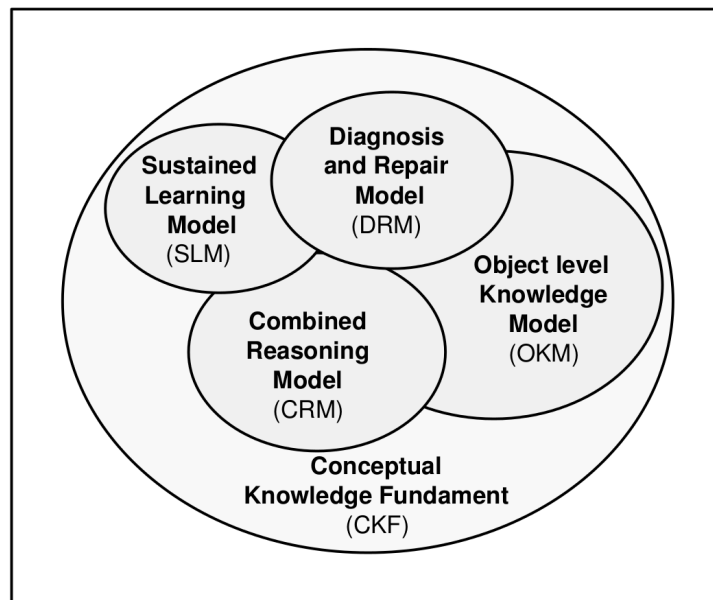 Sustained
Learning
Model
(SLM)
Diagnosis
and Repair
Model
(DRM)
Object level
Knowledge
Model
(OKM)
Combined
Reasoning
Model
(CRM)
Conceptual
Knowledge Fundament
(CKF)